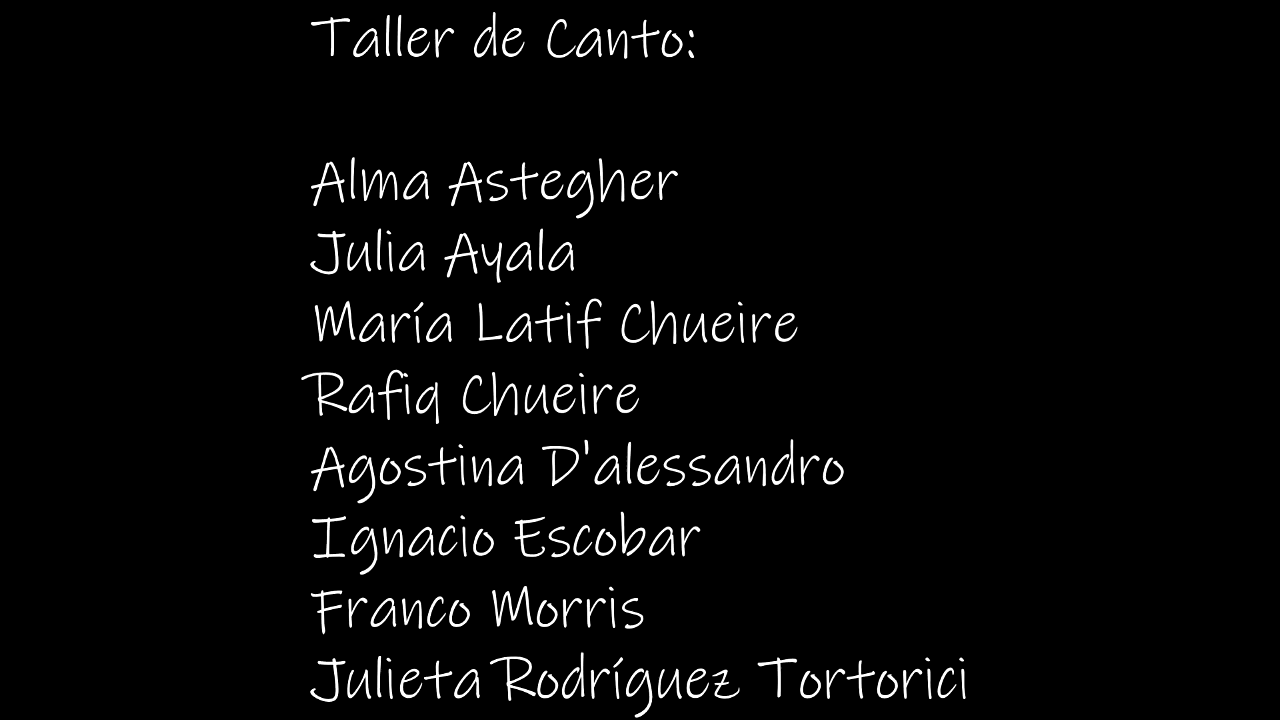 Taller de Canto:
Alma Astegher
Julia Ayala
María Latif Chueire
Rafiq Chueire
Agostina D'alessandro
Ignacio Escobar
Franco Morris
Julieta Rodríguez Tortorici